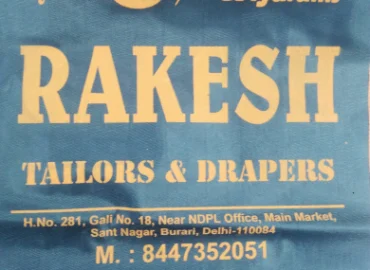 RAKESH
TAILORS & DRAPERS
H.No. 281, Gali No. 18, Near NDPL Office, Main Market,
Sant Nagar, Burari, Delhi-110084
M. : 8447352051